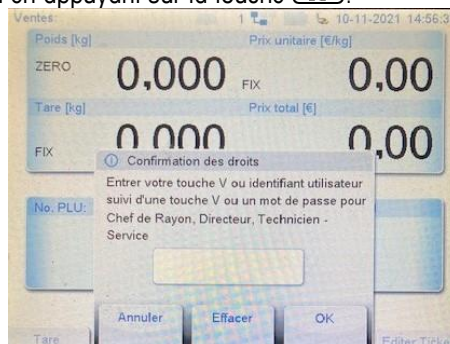 en appuyant sur la touche
Ventes: 1 10-11-2021 14:56:3
Poids [kg] Prix unitaire [€/kg]
ZERO 0,000 FIX 0,00
Tare [kg] Prix total [€]
FIX 0,000 0,00
Confirmation des droits
Entrer votre touche V ou identifiant utilisateur
suivi d'une touche V ou un mot de passe pour
Chef de Rayon, Directeur, Technicien -
Service
No. PLU:
Annuler Effacer OK
Tare Editer Ticke